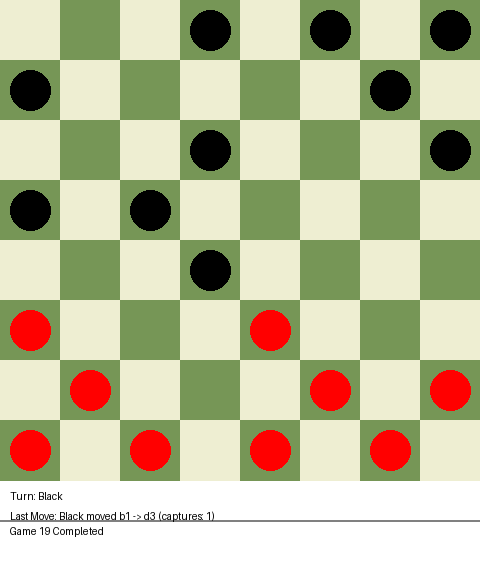 Turn: Black
Last Move: Black moved b1 -> d3 (captures: 1)
Game 19 Completed